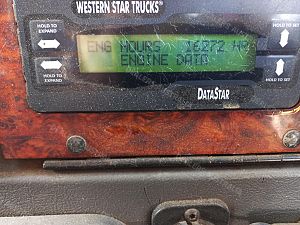 WESTERN STAR TRUCKS®
HOLD TO EXPAND
HOLD TO SET
ENG HOURS 16272 HR
ENGINE DATA
HOLD TO EXPAND
HOLD TO SET
DATASTAR